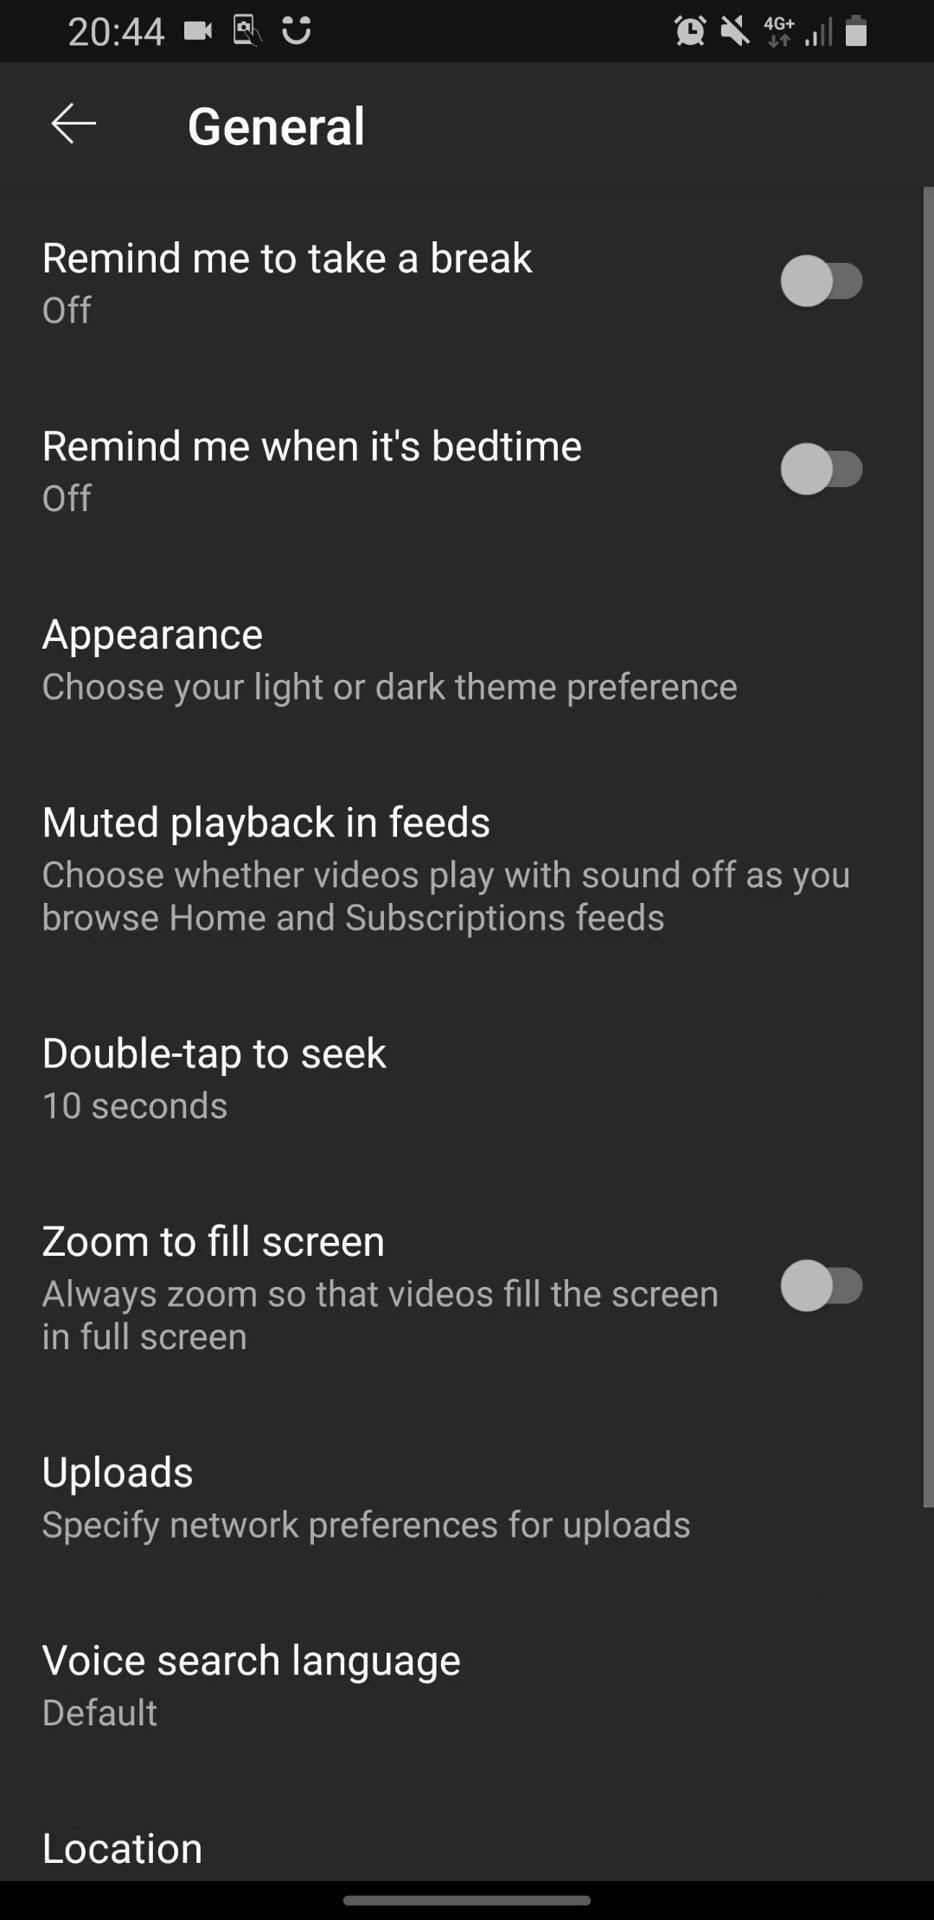 20:44
4G+
General
Remind me to take a break
Off
Remind me when it's bedtime
Off
Appearance
Choose your light or dark theme preference
Muted playback in feeds
Choose whether videos play with sound off as you
browse Home and Subscriptions feeds
Double-tap to seek
10 seconds
Zoom to fill screen
Always zoom so that videos fill the screen
in full screen
Uploads
Specify network preferences for uploads
Voice search language
Default
Location